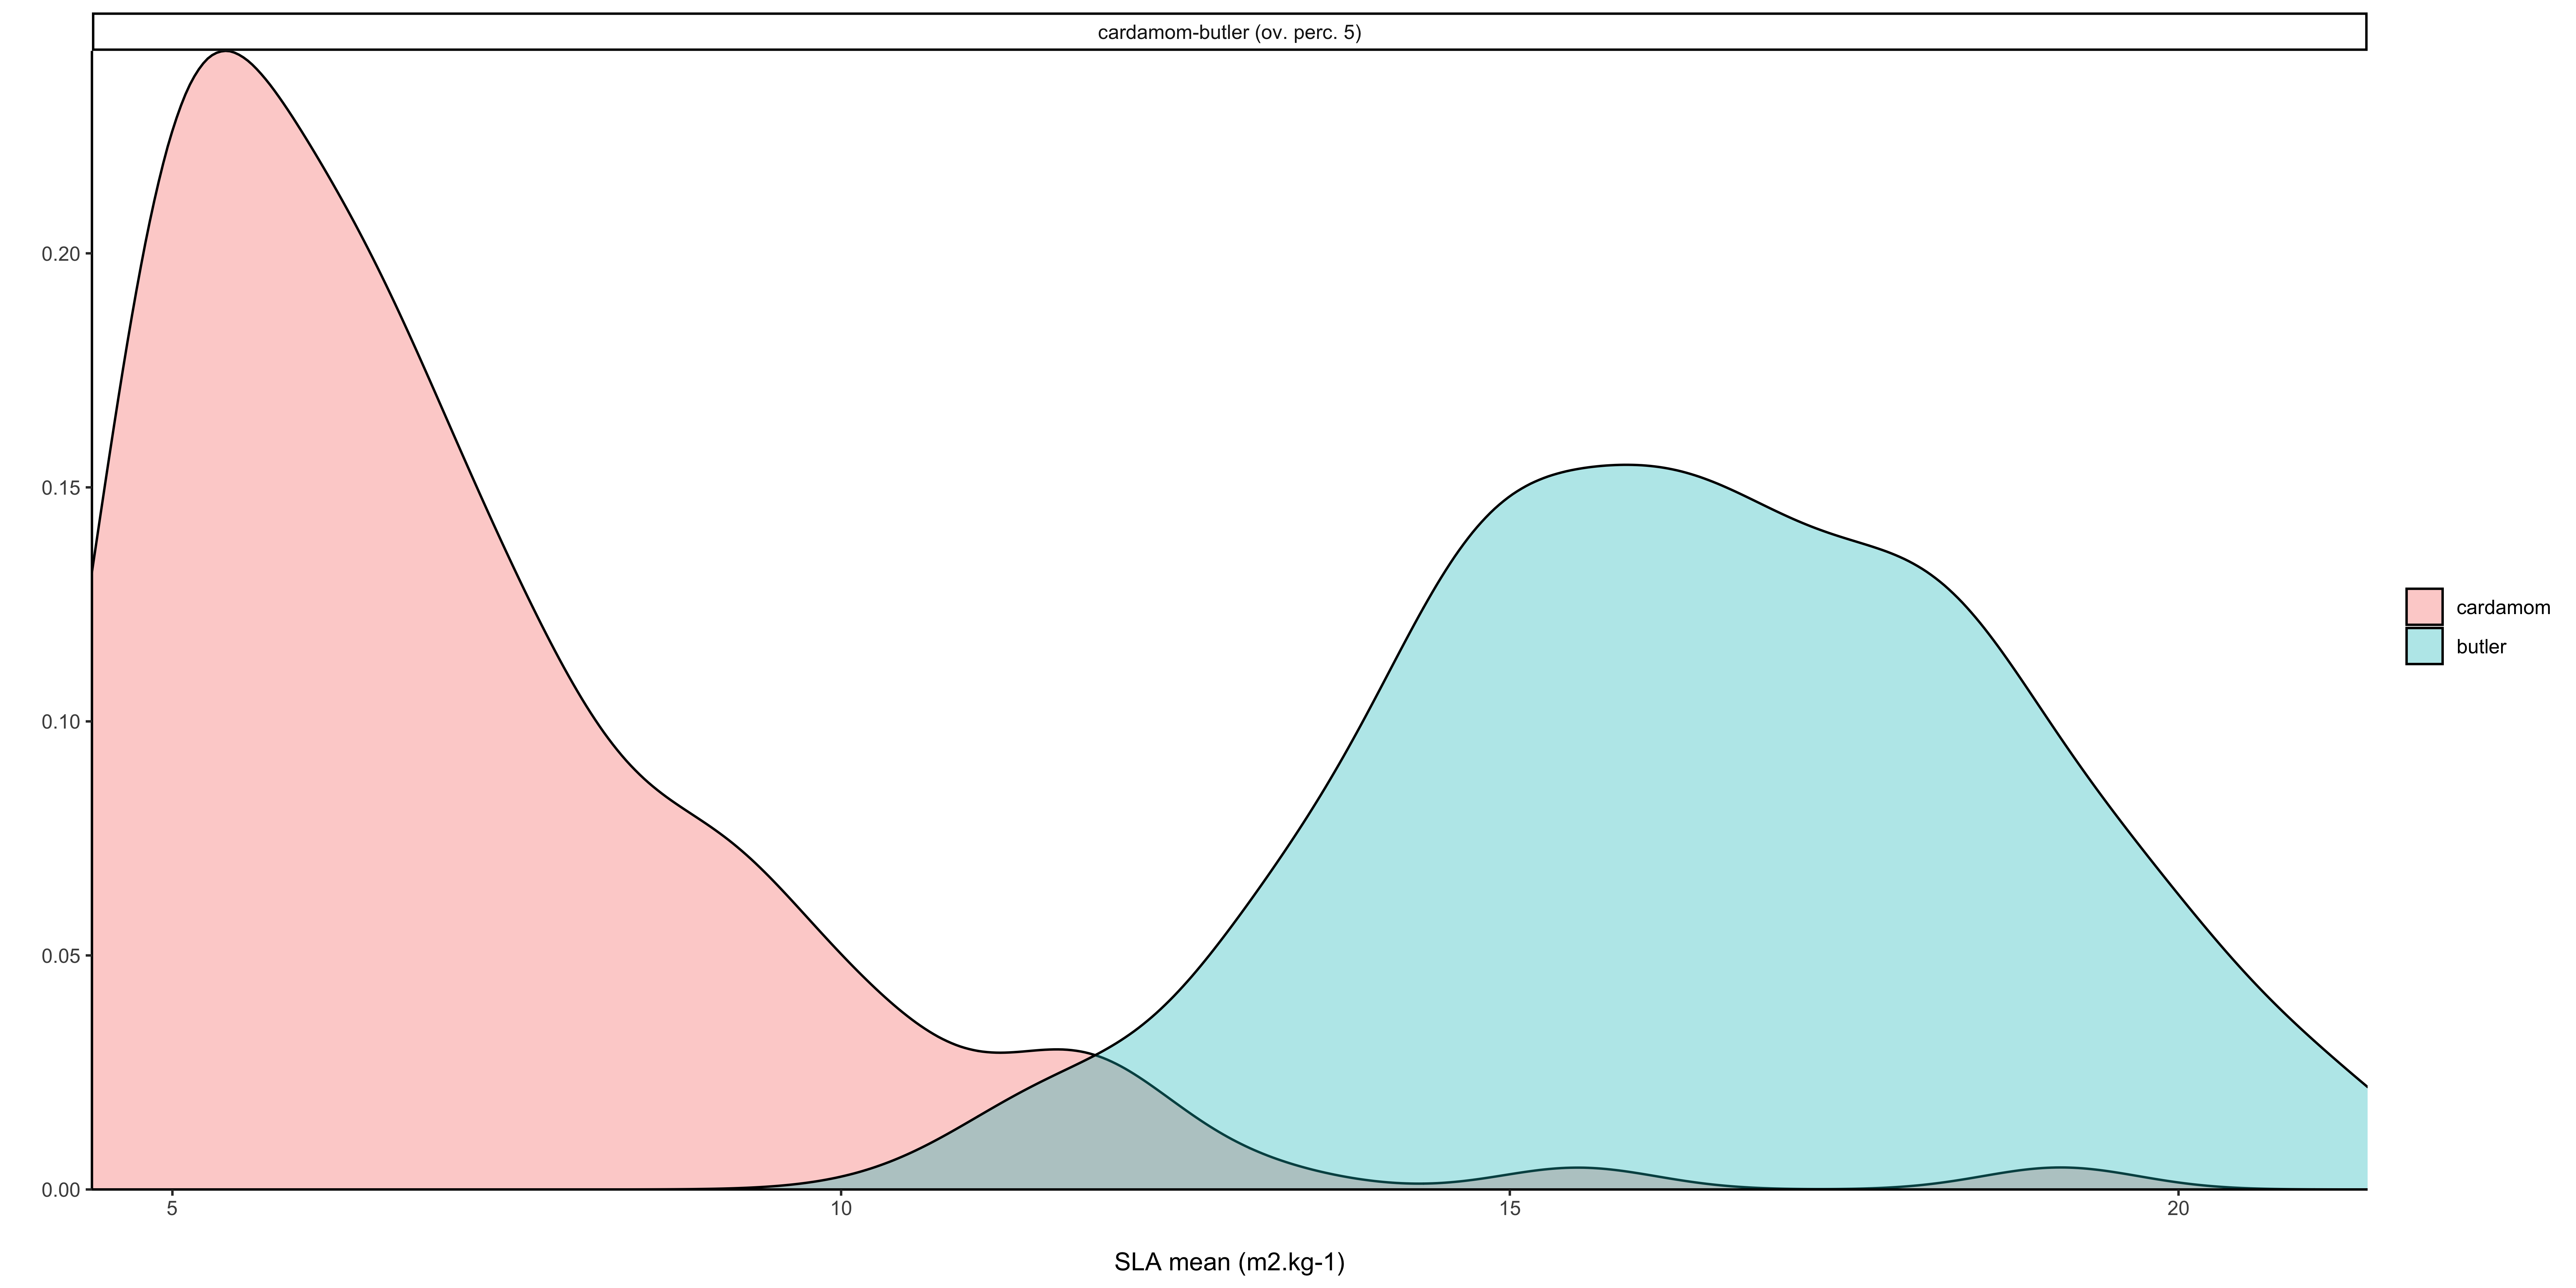 cardamom-butler (ov. perc. 5)
0.20
0.15
0.10
0.05
0.00
5 10 15 20
SLA mean (m2.kg-1)
cardamom
butler